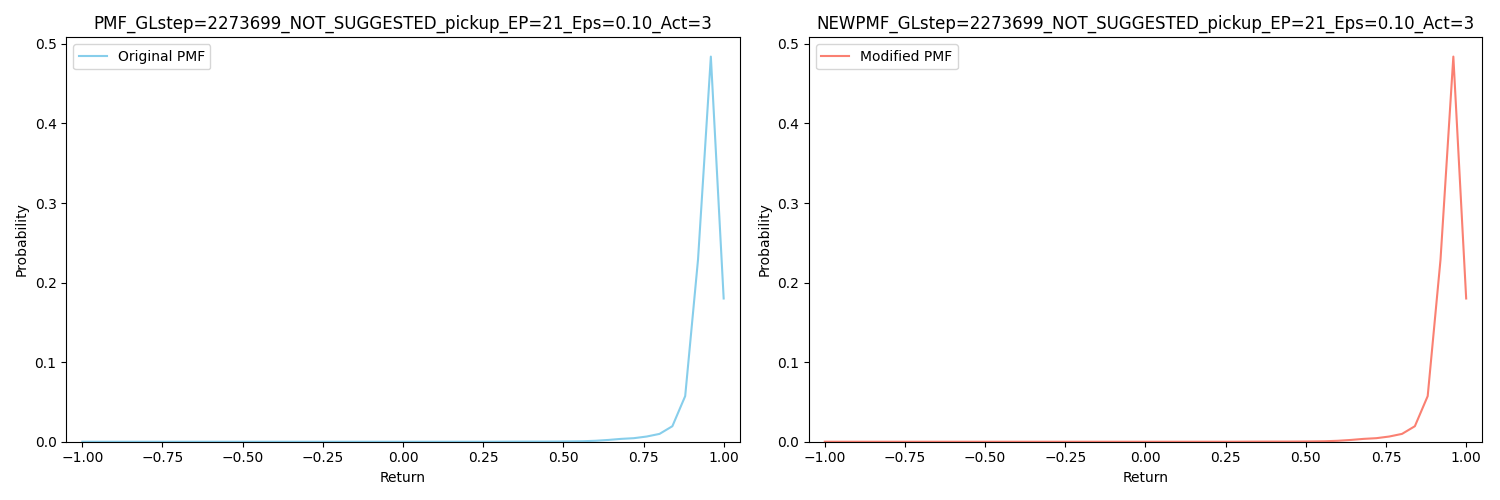 PMF_GLstep=2273699_NOT_SUGGESTED_pickup_EP=21_Eps=0.10_Act=3
Original PMF
Probability
0.5
0.4
0.3
0.2
0.1
0.0
−1.00 −0.75 −0.50 −0.25 0.00 0.25 0.50 0.75 1.00
Return
NEWPMF_GLstep=2273699_NOT_SUGGESTED_pickup_EP=21_Eps=0.10_Act=3
Modified PMF
Probability
0.5
0.4
0.3
0.2
0.1
0.0
−1.00 −0.75 −0.50 −0.25 0.00 0.25 0.50 0.75 1.00
Return